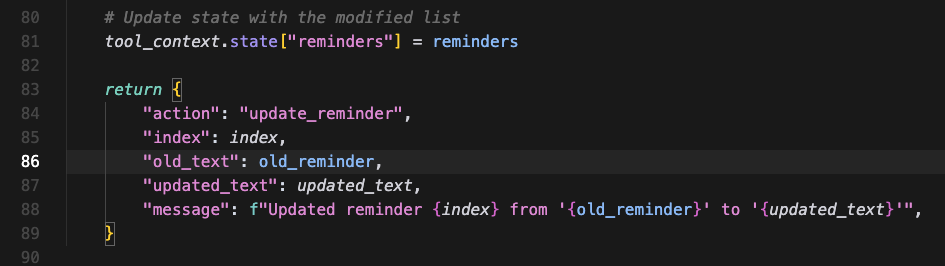 80 # Update state with the modified list
81 tool_context.state["reminders"] = reminders
82
83 return {
84 "action": "update_reminder",
85 "index": index,
86 "old_text": old_reminder,
87 "updated_text": updated_text,
88 "message": f"Updated reminder {index} from '{old_reminder}' to '{updated_text}'",
89 }
90